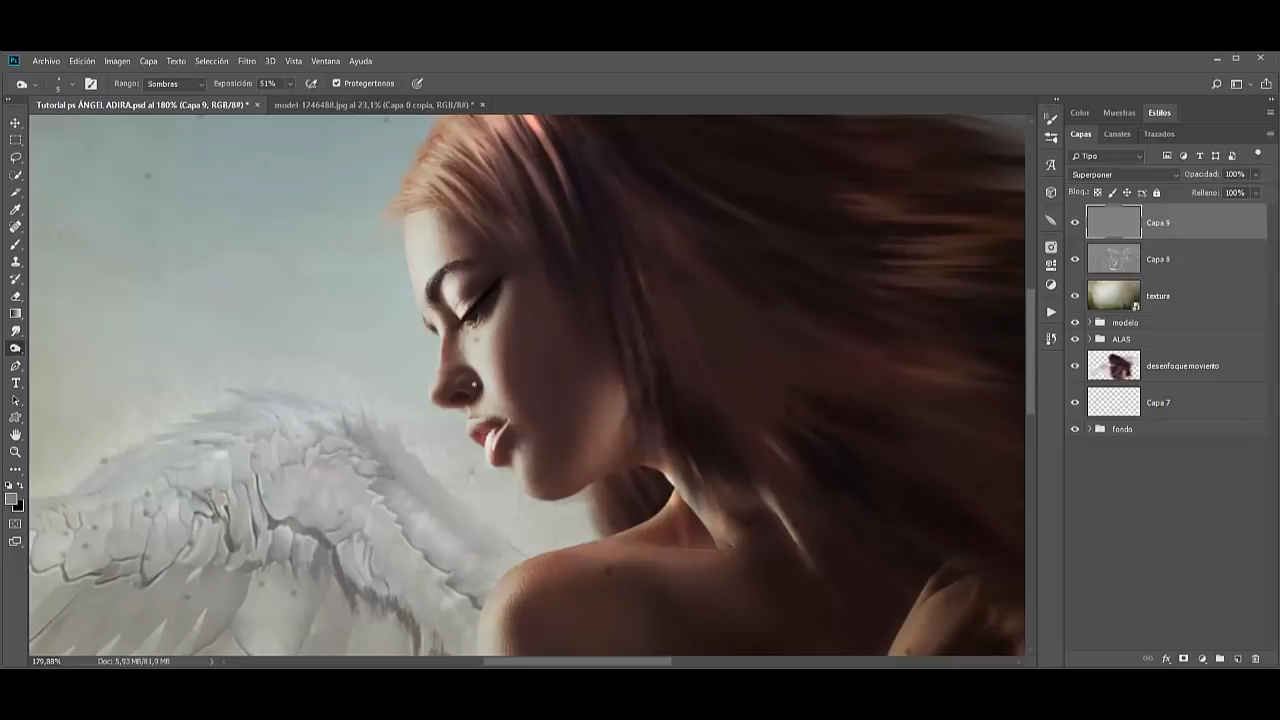 Ps Archivo Edición Imagen Capa Texto Selección Filtro 3D Vista Ventana Ayuda
5 Rango: Sombras Exposición: 51% Protegertonos
Tutorial ps ÁNGEL ADIRA.psd al 180% (Capa 9, RGB/8#) * × model-1246488.jpg al 23,1% (Capa 0 copia, RGB/8#) * ×
Color Muestras Estilos
Capas Canales Trazados
Tipo
Superponer Opacidad: 100%
Bloq.: Relleno: 100%
Capa 9
Capa 8
textura
modelo
ALAS
desenfoque moviento
Capa 7
fondo
179,88% Doc: 5,93 MB/81,9 MB